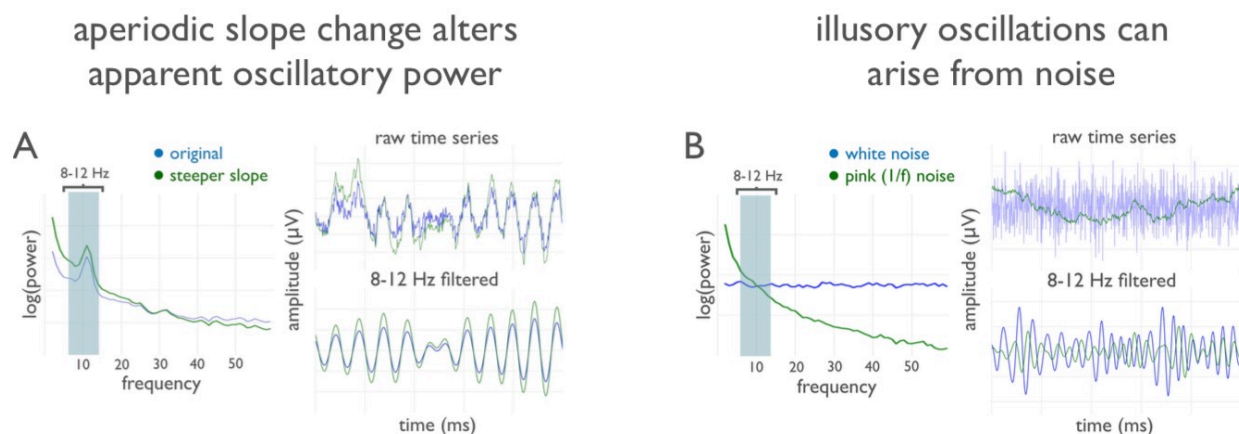 aperiodic slope change alters
apparent oscillatory power
A
8-12 Hz
original
steeper slope
log(power)
10 20 30 40 50
frequency
raw time series
amplitude (μV)
8-12 Hz filtered
time (ms)
illusory oscillations can
arise from noise
B
8-12 Hz
white noise
pink (1/f) noise
log(power)
10 20 30 40 50
frequency
raw time series
amplitude (μV)
8-12 Hz filtered
time (ms)